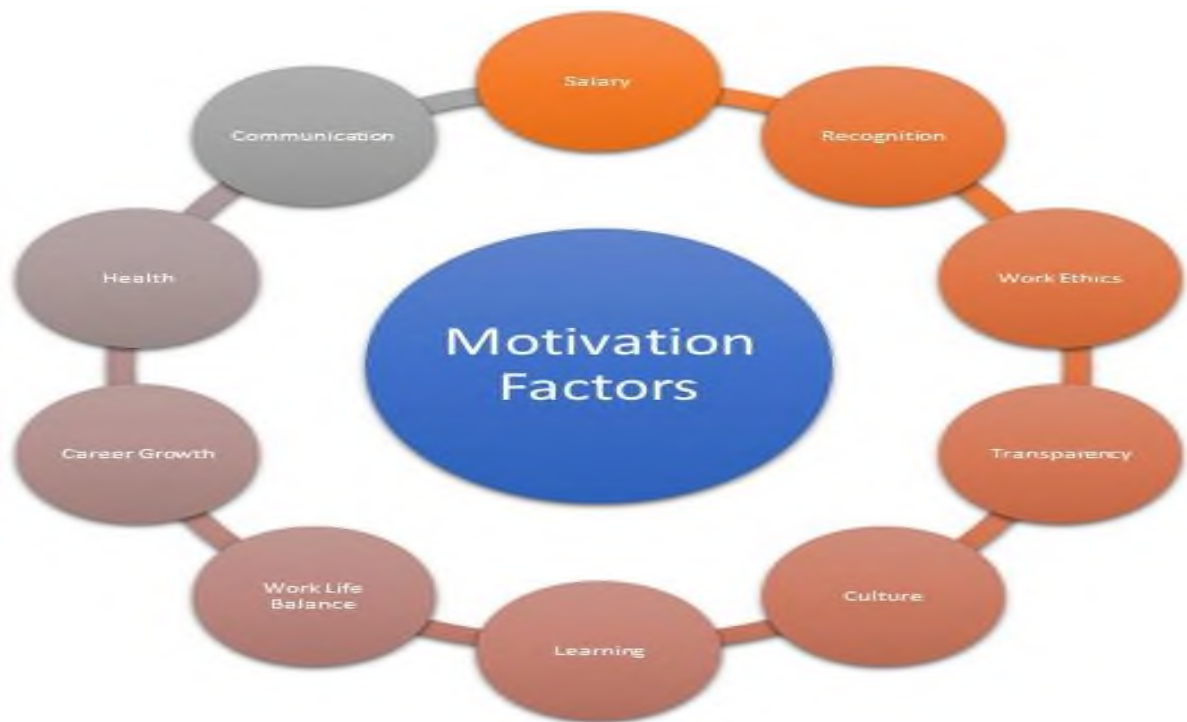 Salary
Recognition
Work Ethics
Transparency
Culture
Learning
Work Life
Balance
Career Growth
Health
Communication
Motivation
Factors